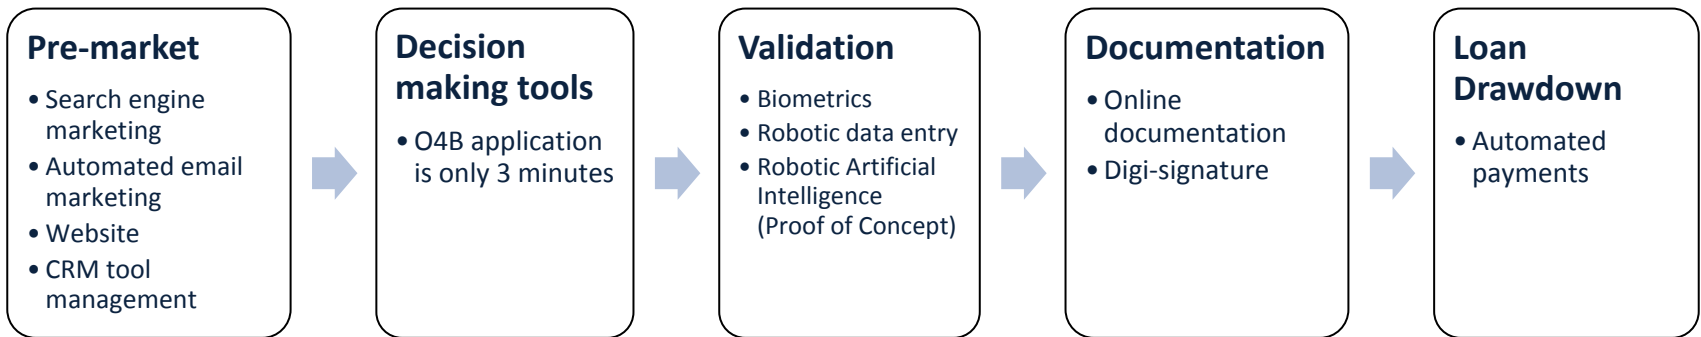 Pre-market
• Search engine
marketing
• Automated email
marketing
• Website
• CRM tool
management
Decision
making tools
• O4B application
is only 3 minutes
Validation
• Biometrics
• Robotic data entry
• Robotic Artificial
Intelligence
(Proof of Concept)
Documentation
• Online
documentation
• Digi-signature
Loan
Drawdown
• Automated
payments